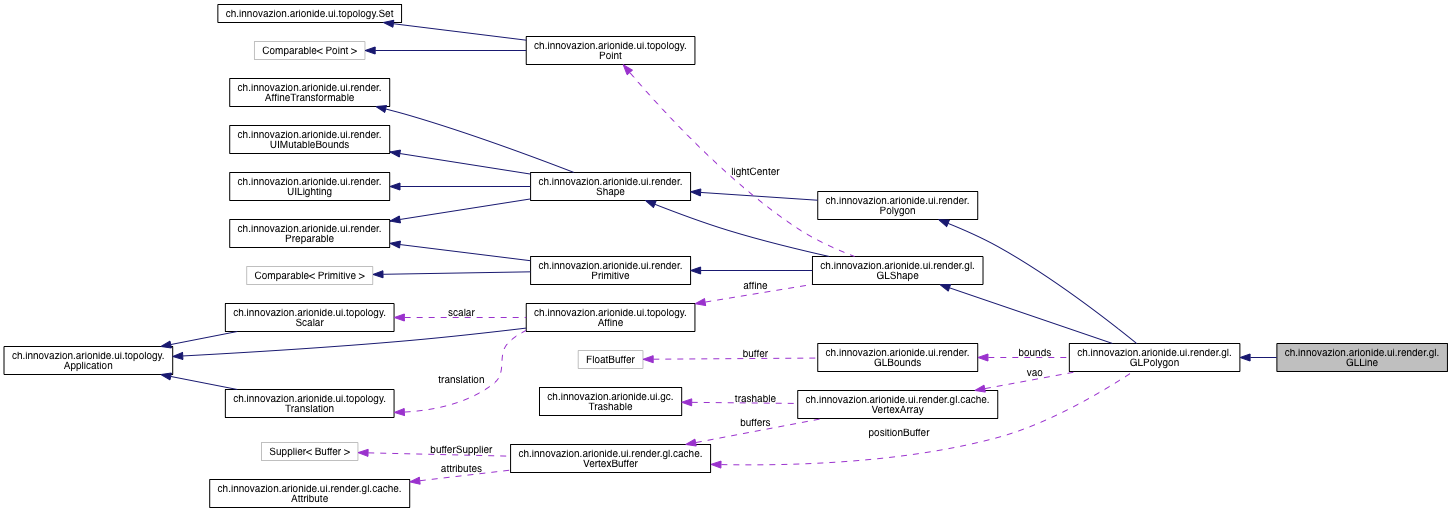 ch.innovazion.arionide.ui.topology.Set
Comparable< Point >
ch.innovazion.arionide.ui.topology.
Point
ch.innovazion.arionide.ui.render.
AffineTransformable
ch.innovazion.arionide.ui.render.
UIMutableBounds
ch.innovazion.arionide.ui.render.
UILighting
ch.innovazion.arionide.ui.render.
Preparable
Comparable< Primitive >
ch.innovazion.arionide.ui.render.
Shape
lightCenter
ch.innovazion.arionide.ui.render.
Polygon
ch.innovazion.arionide.ui.render.
Primitive
ch.innovazion.arionide.ui.render.gl.
GLShape
affine
ch.innovazion.arionide.ui.topology.
Scalar
scalar
ch.innovazion.arionide.ui.topology.
Affine
ch.innovazion.arionide.ui.topology.
Application
translation
ch.innovazion.arionide.ui.topology.
Translation
FloatBuffer
buffer
ch.innovazion.arionide.ui.render.
GLBounds
bounds
ch.innovazion.arionide.ui.render.gl.
GLPolygon
ch.innovazion.arionide.ui.render.gl.
GLLine
vao
ch.innovazion.arionide.ui.gc.
Trashable
trashable
ch.innovazion.arionide.ui.render.gl.cache.
VertexArray
buffers
positionBuffer
Supplier< Buffer >
bufferSupplier
ch.innovazion.arionide.ui.render.gl.cache.
VertexBuffer
attributes
ch.innovazion.arionide.ui.render.gl.cache.
Attribute